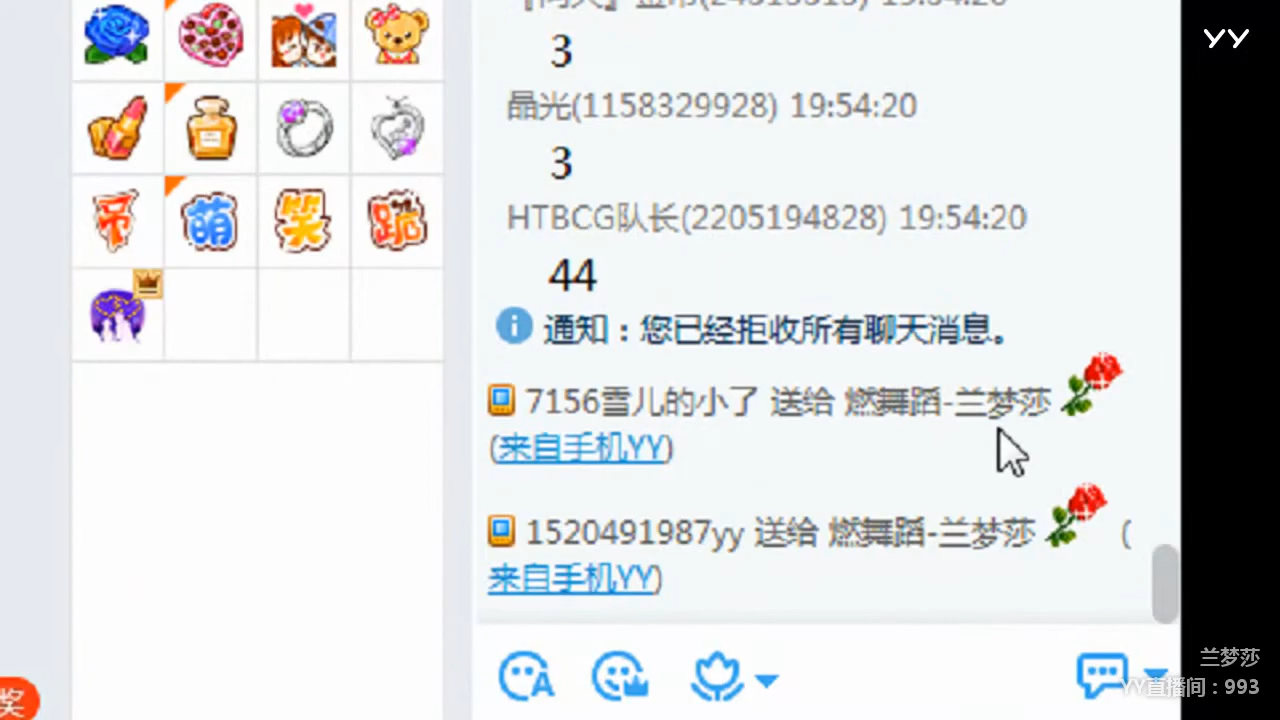 YY
3
晶光(1158329928) 19:54:20
3
HTBCG队长(2205194828) 19:54:20
44
通知：您已经拒收所有聊天消息。
7156雪儿的小了 送给 燃舞蹈-兰梦莎
(来自手机YY)
1520491987yy 送给 燃舞蹈-兰梦莎 (
来自手机YY)
吊 萌 笑 跪
奖
兰梦莎
YY直播间：993